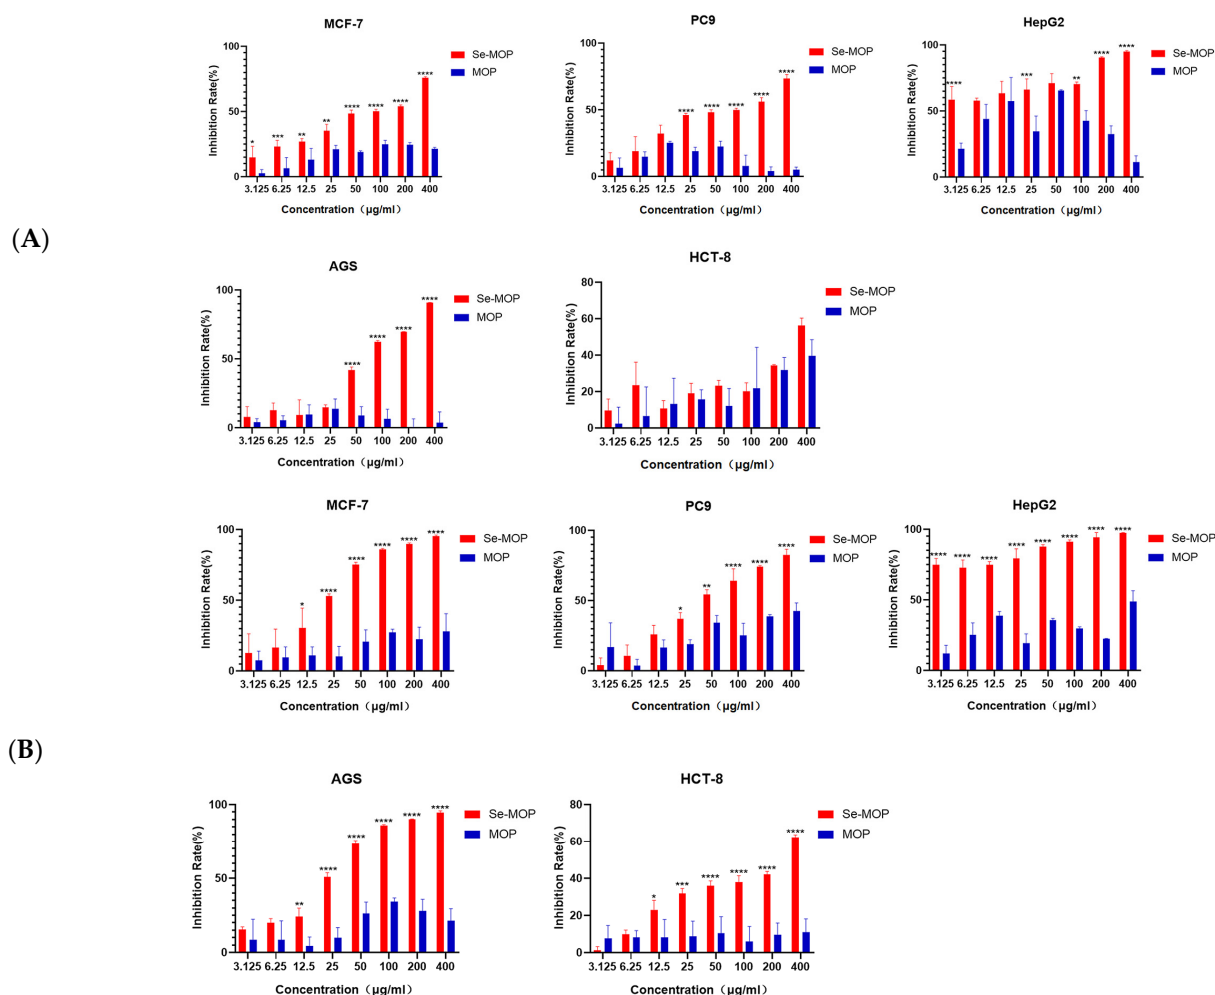 (A)
MCF-7
Inhibition Rate(%)
100
50
0
* *** ** ** **** **** **** ****
3.125 6.25 12.5 25 50 100 200 400
Concentration（μg/ml）
Se-MOP
MOP
PC9
Inhibition Rate(%)
100
50
0
**** **** **** **** ****
3.125 6.25 12.5 25 50 100 200 400
Concentration（μg/ml）
Se-MOP
MOP
HepG2
Inhibition Rate(%)
100
50
0
**** *** ** **** ****
3.125 6.25 12.5 25 50 100 200 400
Concentration（μg/ml）
Se-MOP
MOP
AGS
Inhibition Rate(%)
100
50
0
**** **** **** ****
3.125 6.25 12.5 25 50 100 200 400
Concentration（μg/ml）
Se-MOP
MOP
HCT-8
Inhibition Rate(%)
80
60
40
20
0
3.125 6.25 12.5 25 50 100 200 400
Concentration（μg/ml）
Se-MOP
MOP
(B)
MCF-7
Inhibition Rate(%)
100
50
0
* **** **** **** **** ****
3.125 6.25 12.5 25 50 100 200 400
Concentration（μg/ml）
Se-MOP
MOP
PC9
Inhibition Rate(%)
100
50
0
* ** **** **** ****
3.125 6.25 12.5 25 50 100 200 400
Concentration（μg/ml）
Se-MOP
MOP
HepG2
Inhibition Rate(%)
100
50
0
**** **** **** **** **** **** **** ****
3.125 6.25 12.5 25 50 100 200 400
Concentration（μg/ml）
Se-MOP
MOP
AGS
Inhibition Rate(%)
100
50
0
** **** **** **** **** ****
3.125 6.25 12.5 25 50 100 200 400
Concentration（μg/ml）
Se-MOP
MOP
HCT-8
Inhibition Rate(%)
80
60
40
20
0
* *** **** **** **** ****
3.125 6.25 12.5 25 50 100 200 400
Concentration（μg/ml）
Se-MOP
MOP